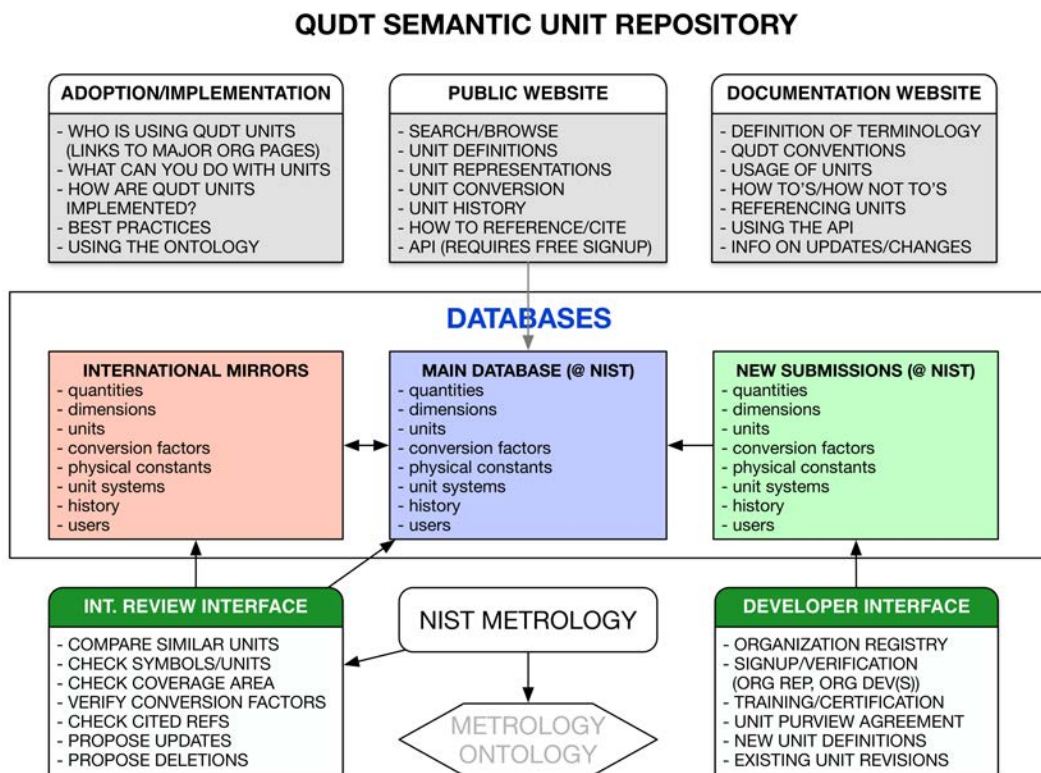 QUDT SEMANTIC UNIT REPOSITORY
ADOPTION/IMPLEMENTATION
- WHO IS USING QUDT UNITS
(LINKS TO MAJOR ORG PAGES)
- WHAT CAN YOU DO WITH UNITS
- HOW ARE QUDT UNITS
IMPLEMENTED?
- BEST PRACTICES
- USING THE ONTOLOGY
PUBLIC WEBSITE
- SEARCH/BROWSE
- UNIT DEFINITIONS
- UNIT REPRESENTATIONS
- UNIT CONVERSION
- UNIT HISTORY
- HOW TO REFERENCE/CITE
- API (REQUIRES FREE SIGNUP)
DOCUMENTATION WEBSITE
- DEFINITION OF TERMINOLOGY
- QUDT CONVENTIONS
- USAGE OF UNITS
- HOW TO'S/HOW NOT TO'S
- REFERENCING UNITS
- USING THE API
- INFO ON UPDATES/CHANGES
DATABASES
INTERNATIONAL MIRRORS
- quantities
- dimensions
- units
- conversion factors
- physical constants
- unit systems
- history
- users
MAIN DATABASE (@ NIST)
- quantities
- dimensions
- units
- conversion factors
- physical constants
- unit systems
- history
- users
NEW SUBMISSIONS (@ NIST)
- quantities
- dimensions
- units
- conversion factors
- physical constants
- unit systems
- history
- users
INT. REVIEW INTERFACE
- COMPARE SIMILAR UNITS
- CHECK SYMBOLS/UNITS
- CHECK COVERAGE AREA
- VERIFY CONVERSION FACTORS
- CHECK CITED REFS
- PROPOSE UPDATES
- PROPOSE DELETIONS
NIST METROLOGY
METROLOGY
ONTOLOGY
DEVELOPER INTERFACE
- ORGANIZATION REGISTRY
- SIGNUP/VERIFICATION
(ORG REP, ORG DEV(S))
- TRAINING/CERTIFICATION
- UNIT PURVIEW AGREEMENT
- NEW UNIT DEFINITIONS
- EXISTING UNIT REVISIONS